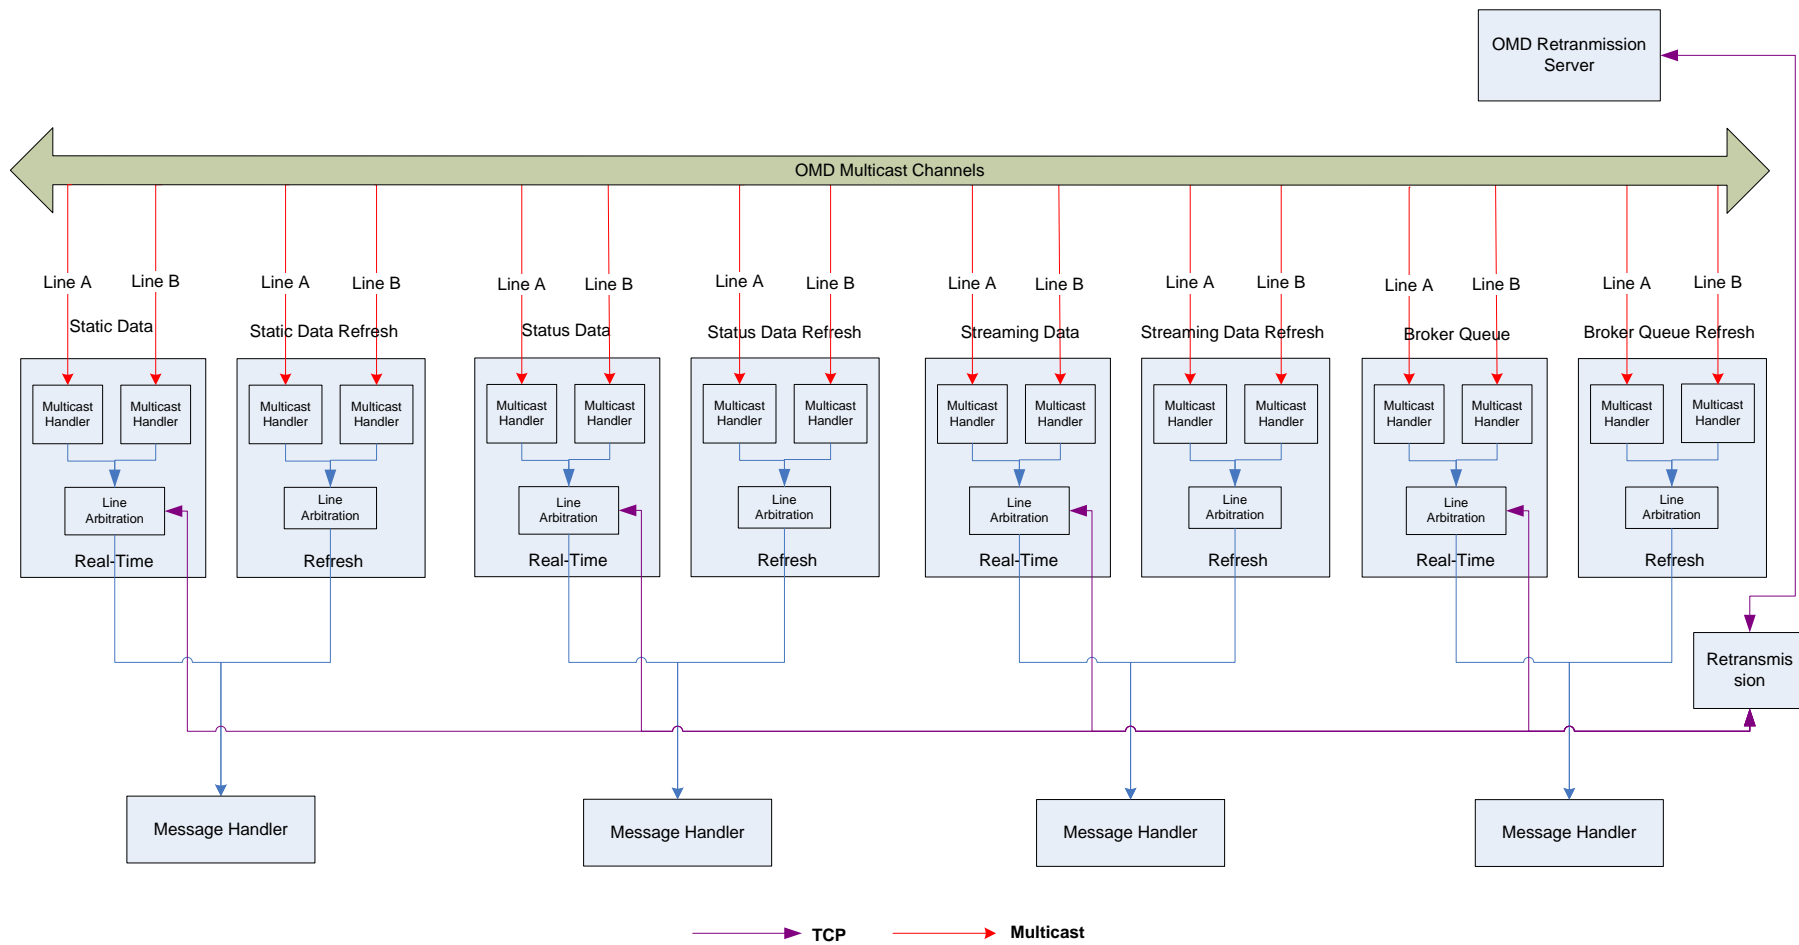 OMD Retranmission
Server
OMD Multicast Channels
Line A
Line B
Line A
Line B
Line A
Line B
Line A
Line B
Line A
Line B
Line A
Line B
Line A
Line B
Line A
Line B
Static Data
Static Data Refresh
Status Data
Status Data Refresh
Streaming Data
Streaming Data Refresh
Broker Queue
Broker Queue Refresh
Multicast
Handler
Multicast
Handler
Multicast
Handler
Multicast
Handler
Multicast
Handler
Multicast
Handler
Multicast
Handler
Multicast
Handler
Multicast
Handler
Multicast
Handler
Multicast
Handler
Multicast
Handler
Multicast
Handler
Multicast
Handler
Multicast
Handler
Multicast
Handler
Line
Arbitration
Line
Arbitration
Line
Arbitration
Line
Arbitration
Line
Arbitration
Line
Arbitration
Line
Arbitration
Line
Arbitration
Real-Time
Refresh
Real-Time
Refresh
Real-Time
Refresh
Real-Time
Refresh
Retransmis
sion
Message Handler
Message Handler
Message Handler
Message Handler
TCP
Multicast